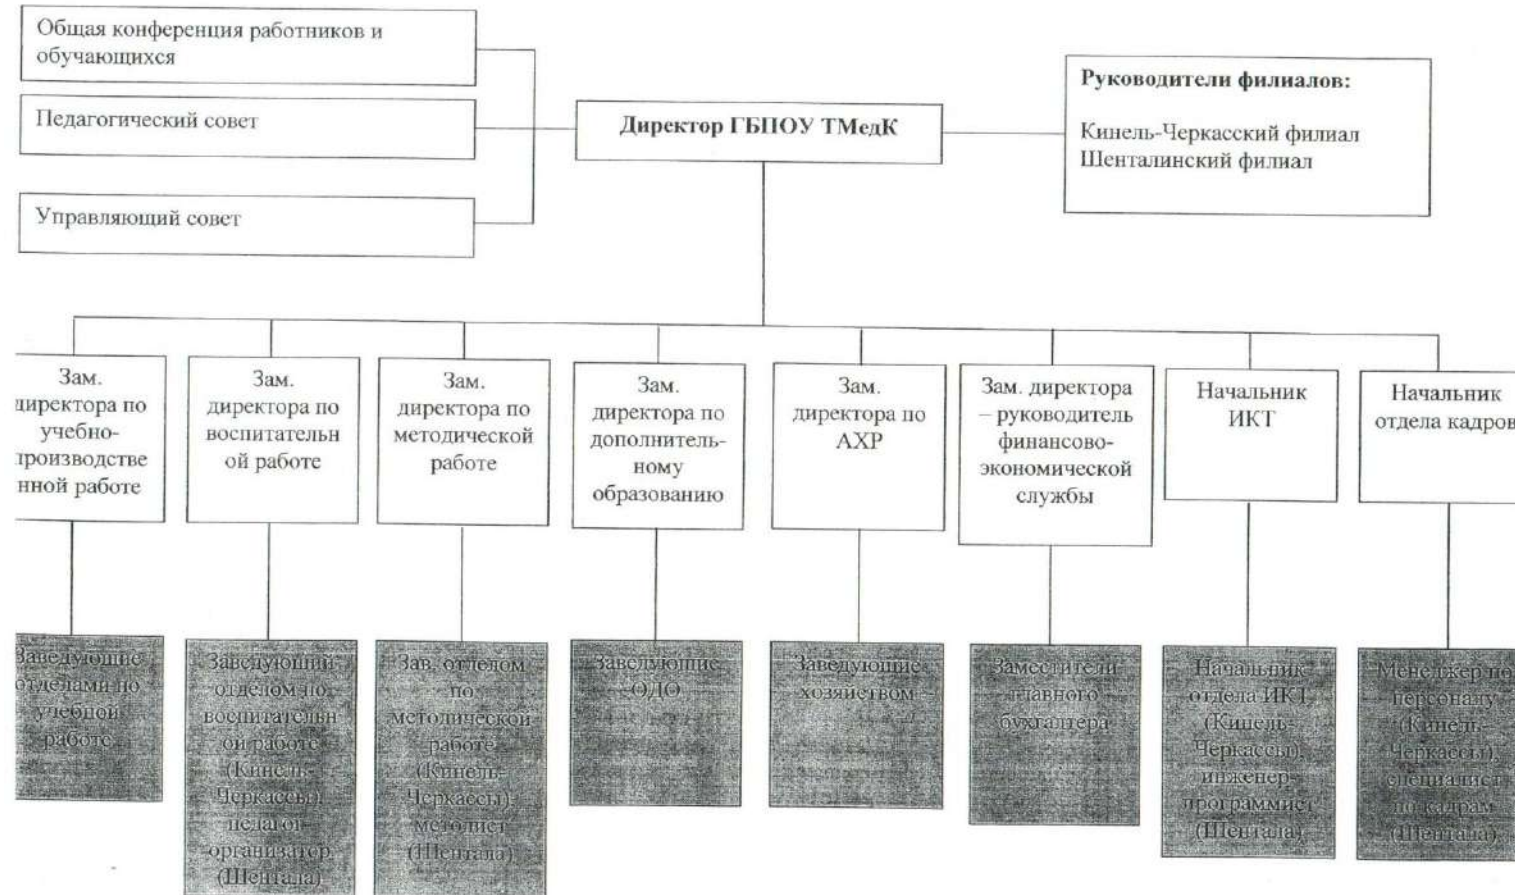 Общая конференция работников и
обучающихся
Педагогический совет
Управляющий совет
Директор ГБПОУ ТМедК
Руководители филиалов:
Кинель-Черкасский филиал
Шенталинский филиал
Зам.
директора по
учебно-
производстве
нной работе
Зам.
директора по
воспитательн
ой работе
Зам.
директора по
методической
работе
Зам.
директора по
дополнитель-
ному
образованию
Зам.
директора по
АХР
Зам. директора
– руководитель
финансово-
экономической
службы
Начальник
ИКТ
Начальник
отдела кадров
Заведующие
отделами по
учебной
работе
Заведующий
отделом по
воспитательн
ой работе
(Кинель-
Черкассы),
педагог-
организатор
(Шентала)
Зав. отделом
по
методической
работе
(Кинель-
Черкассы),
методист
(Шентала)
Заведующие
ОДО
Заведующие
хозяйством
Заместители
главного
бухгалтера
Начальник
отдела ИКТ
(Кинель-
Черкассы),
инженер-
программист
(Шентала)
Менеджер по
персоналу
(Кинель-
Черкассы),
специалист
по кадрам
(Шентала)